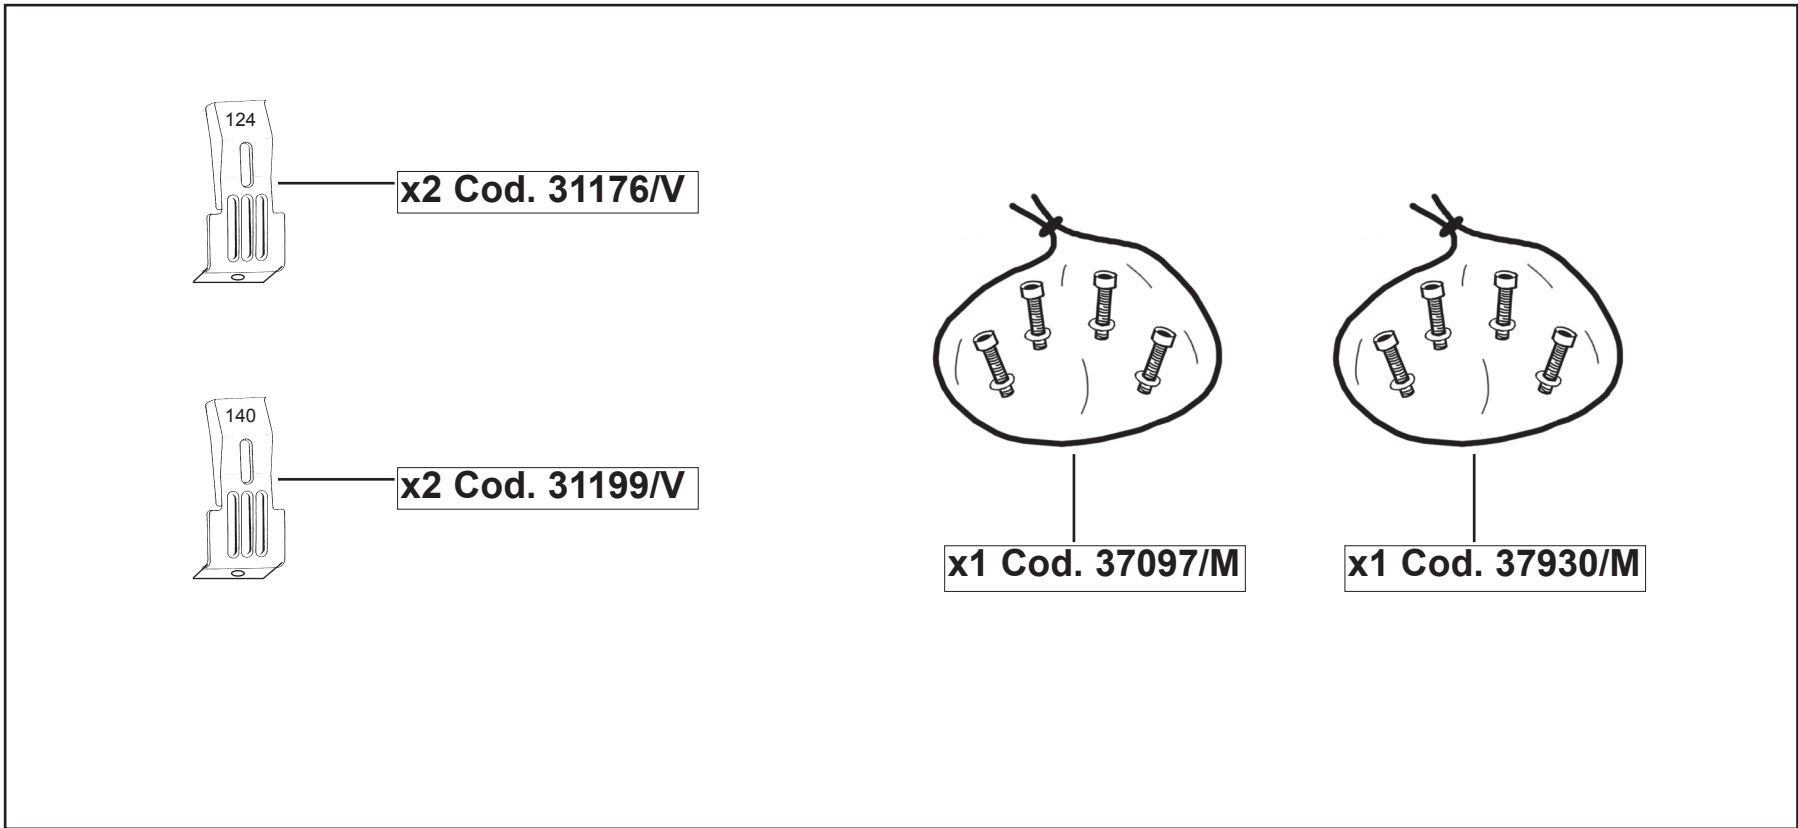 124
x2 Cod. 31176/V
140
x2 Cod. 31199/V
x1 Cod. 37097/M
x1 Cod. 37930/M